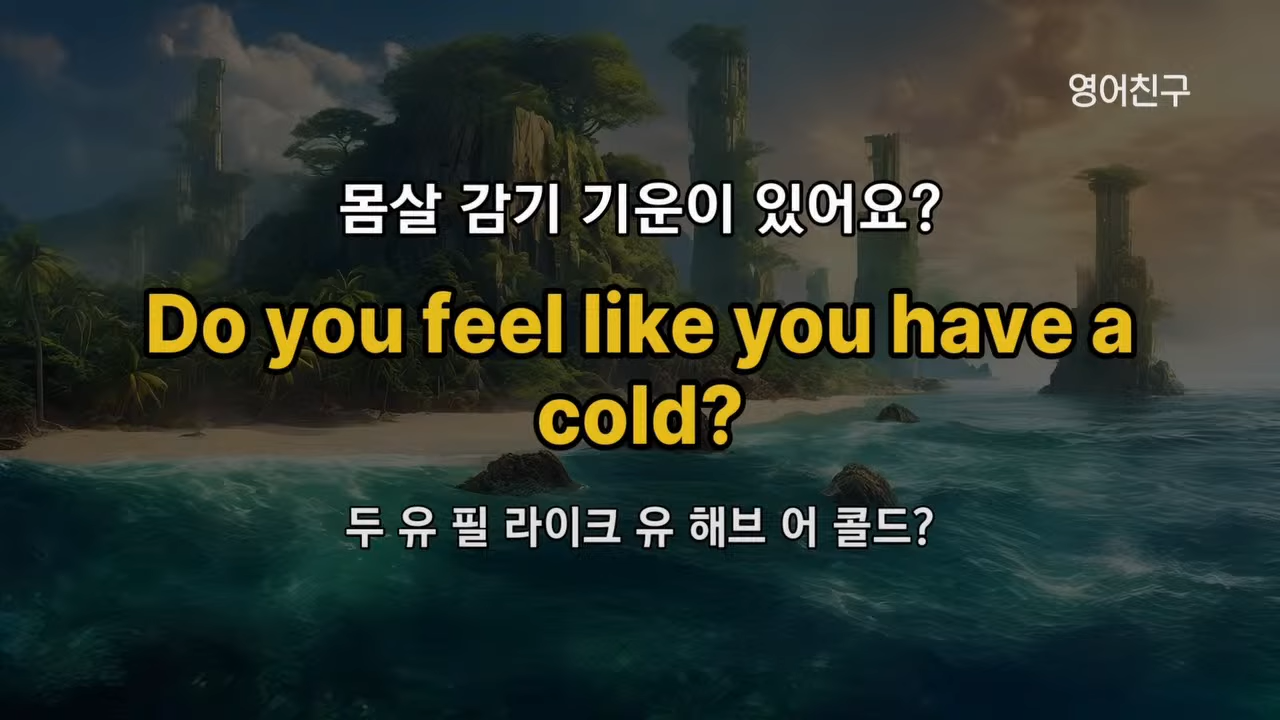 영어친구
몸살 감기 기운이 있어요?
Do you feel like you have a
cold?
두 유 필 라이크 유 해브 어 콜드?